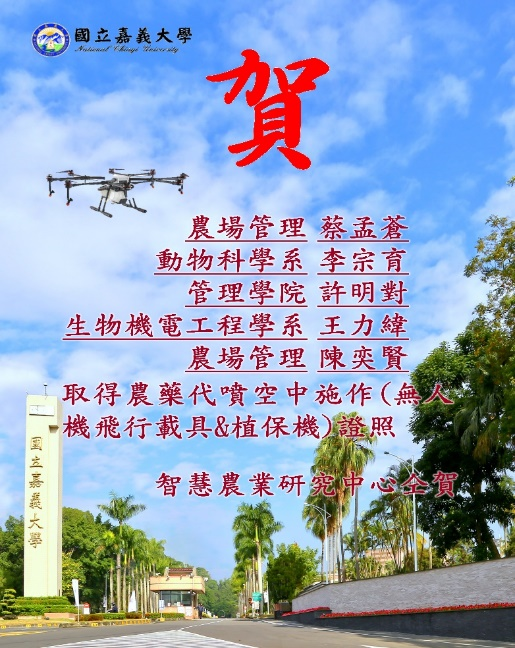 國立嘉義大學
National Chiayi University
賀
農場管理 蔡孟蒼
動物科學系 李宗育
管理學院 許明對
生物機電工程學系 王力緯
農場管理 陳奕賢
取得農藥代噴空中施作(無人
機飛行載具&植保機)證照
智慧農業研究中心仝賀
國立嘉義大學